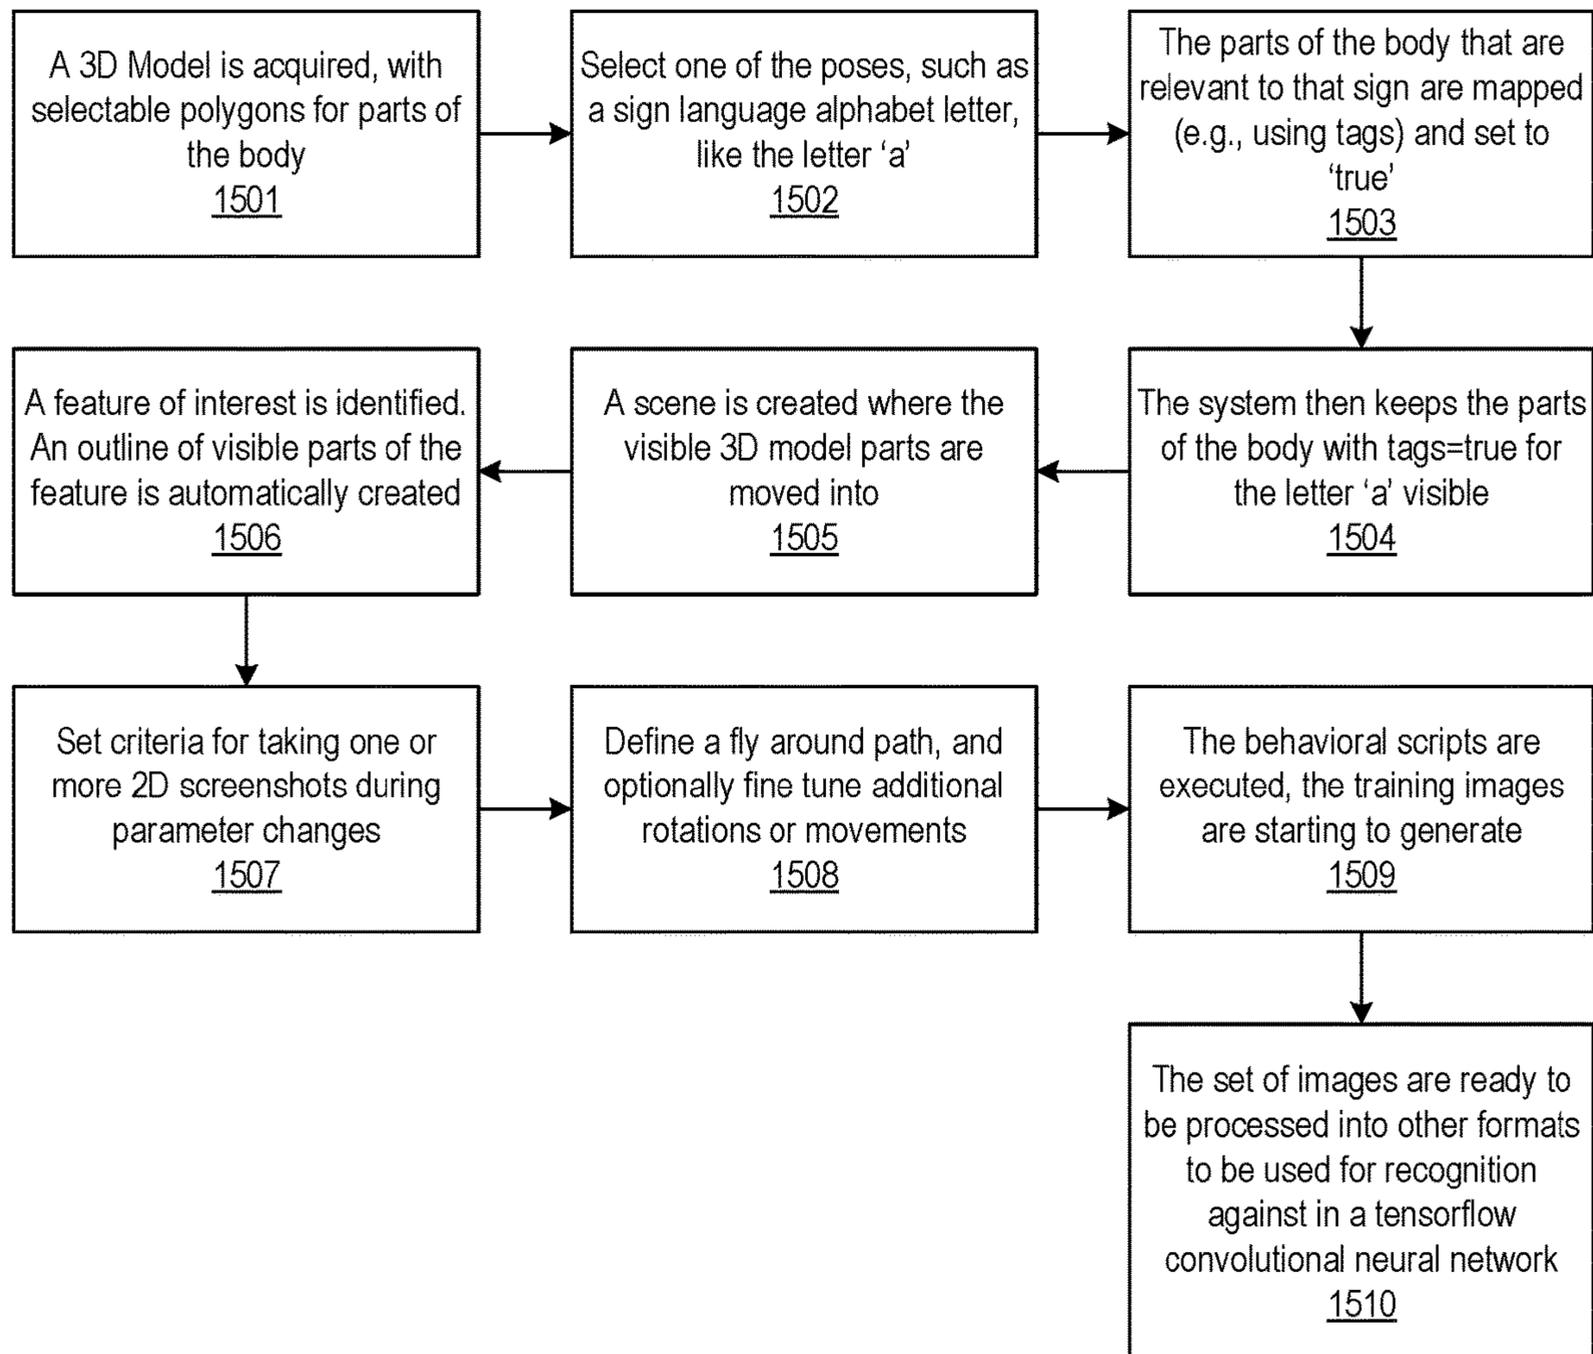 A 3D Model is acquired, with
selectable polygons for parts of
the body
1501
Select one of the poses, such as
a sign language alphabet letter,
like the letter ‘a’
1502
The parts of the body that are
relevant to that sign are mapped
(e.g., using tags) and set to
‘true’
1503
The system then keeps the parts
of the body with tags=true for
the letter ‘a’ visible
1504
A scene is created where the
visible 3D model parts are
moved into
1505
A feature of interest is identified.
An outline of visible parts of the
feature is automatically created
1506
Set criteria for taking one or
more 2D screenshots during
parameter changes
1507
Define a fly around path, and
optionally fine tune additional
rotations or movements
1508
The behavioral scripts are
executed, the training images
are starting to generate
1509
The set of images are ready to
be processed into other formats
to be used for recognition
against in a tensorflow
convolutional neural network
1510